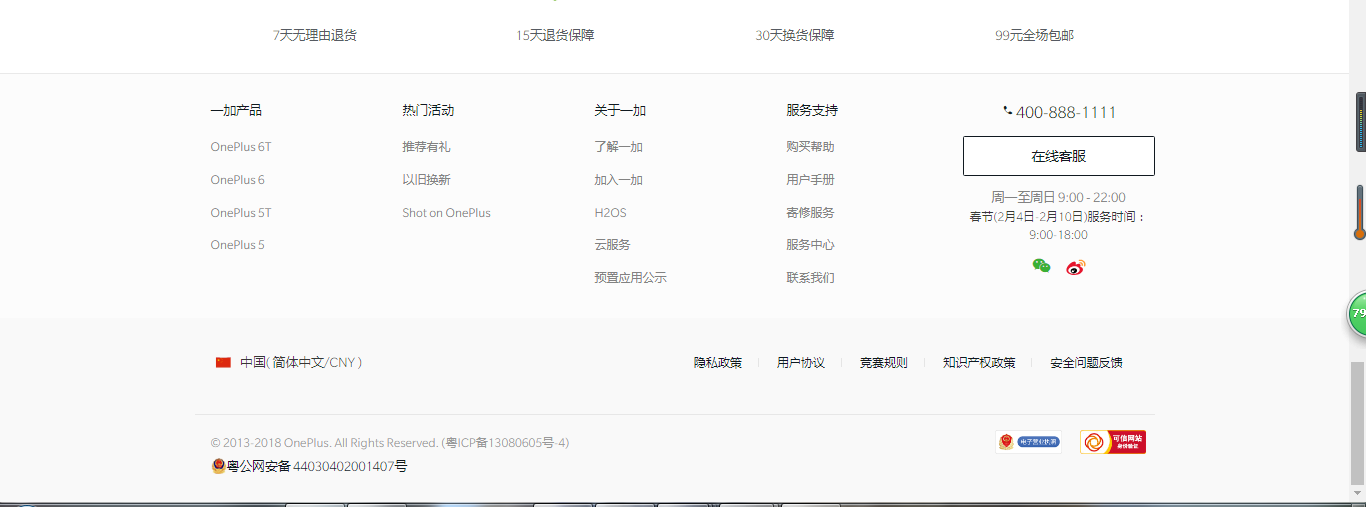 7天无理由退货 15天退货保障 30天换货保障 99元全场包邮
一加产品 热门活动 关于一加 服务支持 400-888-1111
OnePlus 6T 推荐有礼 了解一加 购买帮助 在线客服
OnePlus 6 以旧换新 加入一加 用户手册 周一至周日 9:00 - 22:00
OnePlus 5T Shot on OnePlus H2OS 寄修服务 春节(2月4日-2月10日)服务时间：
OnePlus 5 云服务 服务中心 9:00-18:00
预置应用公示 联系我们
中国( 简体中文/CNY ) 隐私政策 用户协议 竞赛规则 知识产权政策 安全问题反馈
© 2013-2018 OnePlus. All Rights Reserved. (粤ICP备13080605号-4) 电子营业执照 可信网站
身份验证
粤公网安备 44030402001407号
79